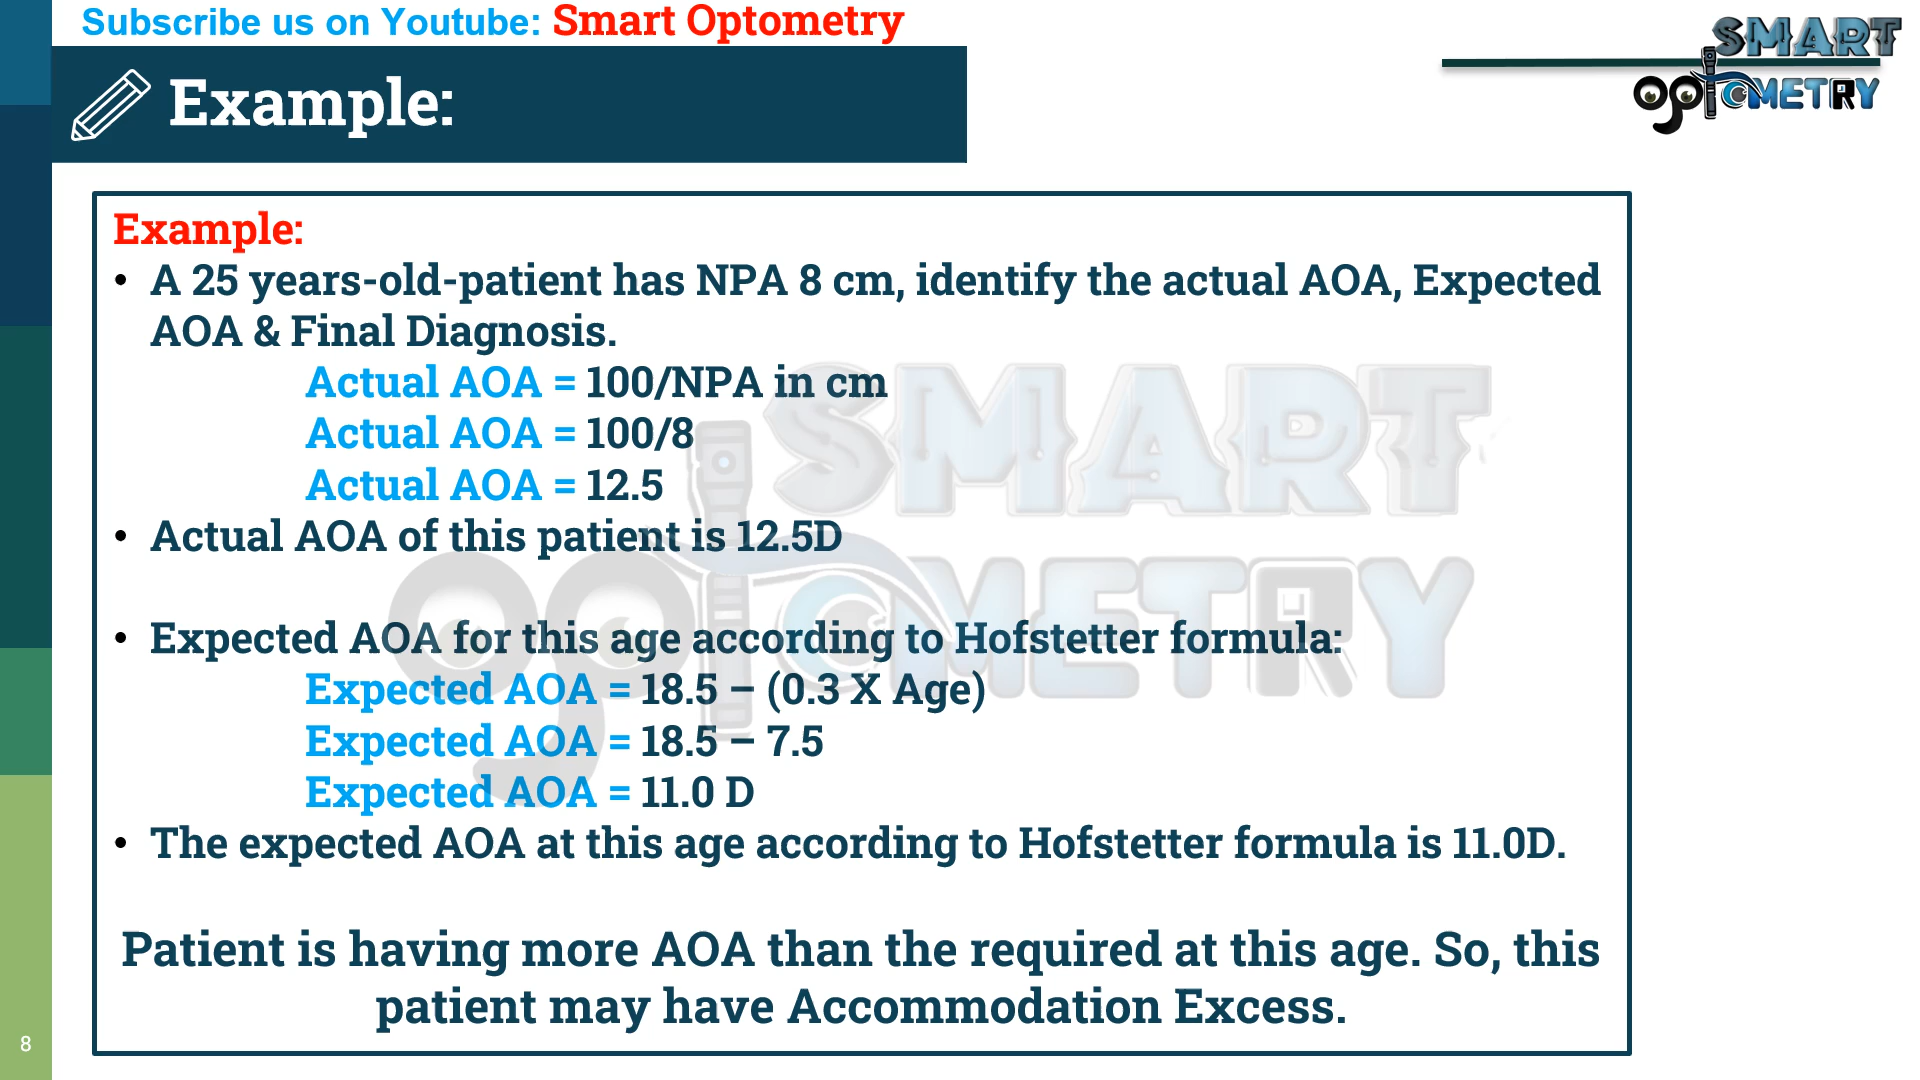 Subscribe us on Youtube: Smart Optometry
SMART
OPTOMETRY
Example:
Example:
• A 25 years-old-patient has NPA 8 cm, identify the actual AOA, Expected
AOA & Final Diagnosis.
Actual AOA = 100/NPA in cm
Actual AOA = 100/8
Actual AOA = 12.5
• Actual AOA of this patient is 12.5D
• Expected AOA for this age according to Hofstetter formula:
Expected AOA = 18.5 – (0.3 X Age)
Expected AOA = 18.5 – 7.5
Expected AOA = 11.0 D
• The expected AOA at this age according to Hofstetter formula is 11.0D.
Patient is having more AOA than the required at this age. So, this
patient may have Accommodation Excess.
SMART
OPTOMETRY
8